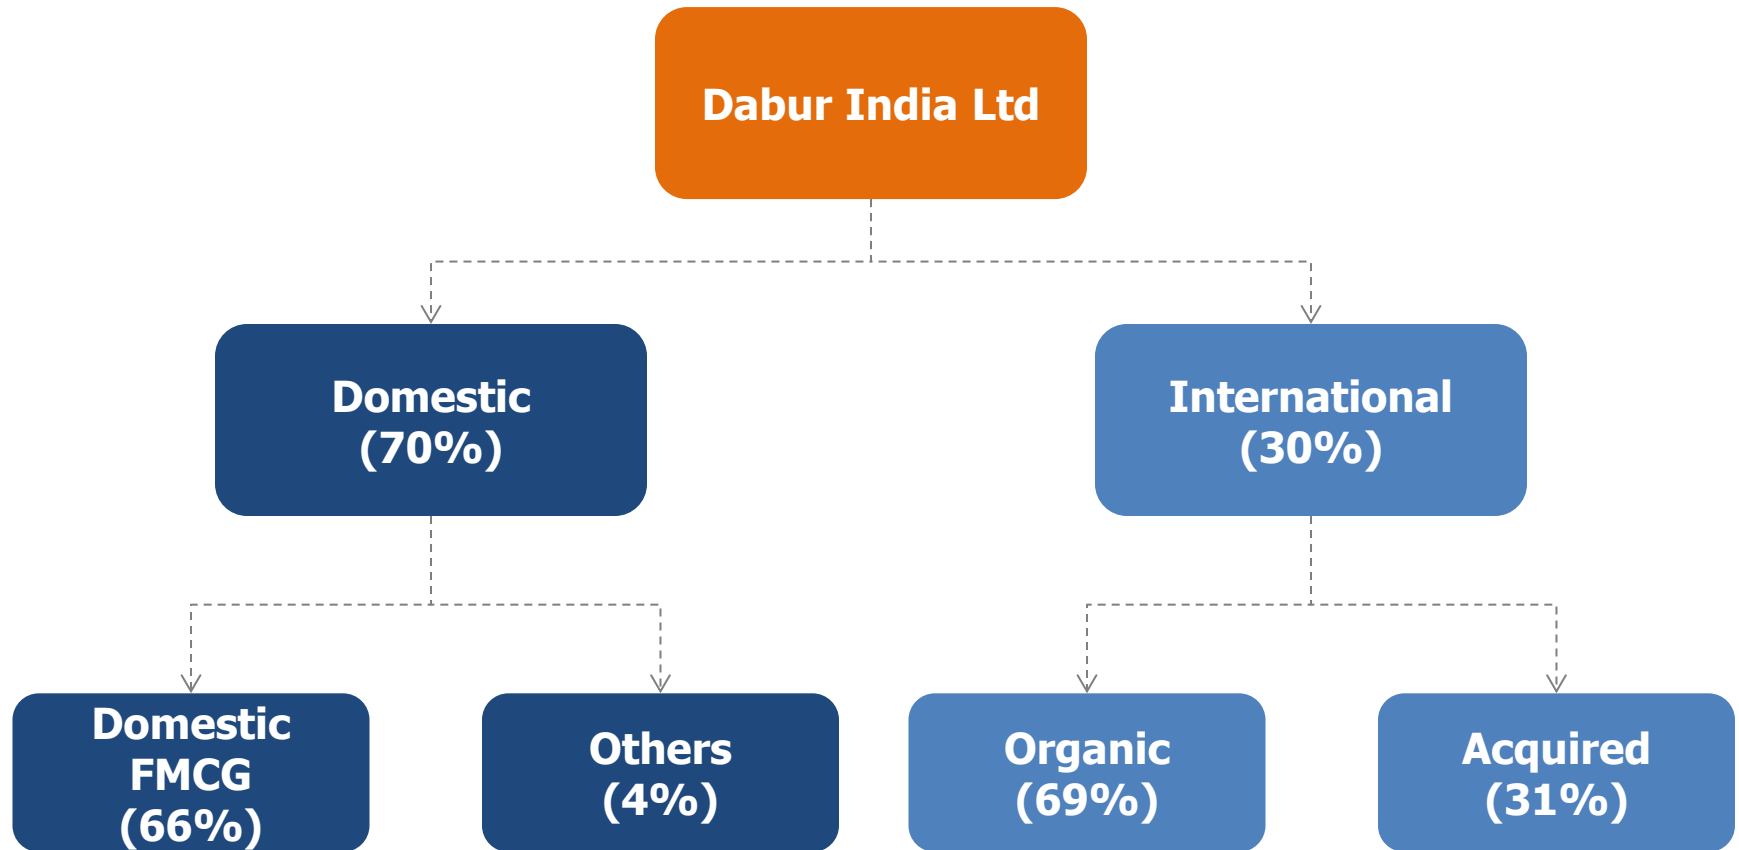 Dabur India Ltd
Domestic
(70%)
International
(30%)
Domestic
FMCG
(66%)
Others
(4%)
Organic
(69%)
Acquired
(31%)